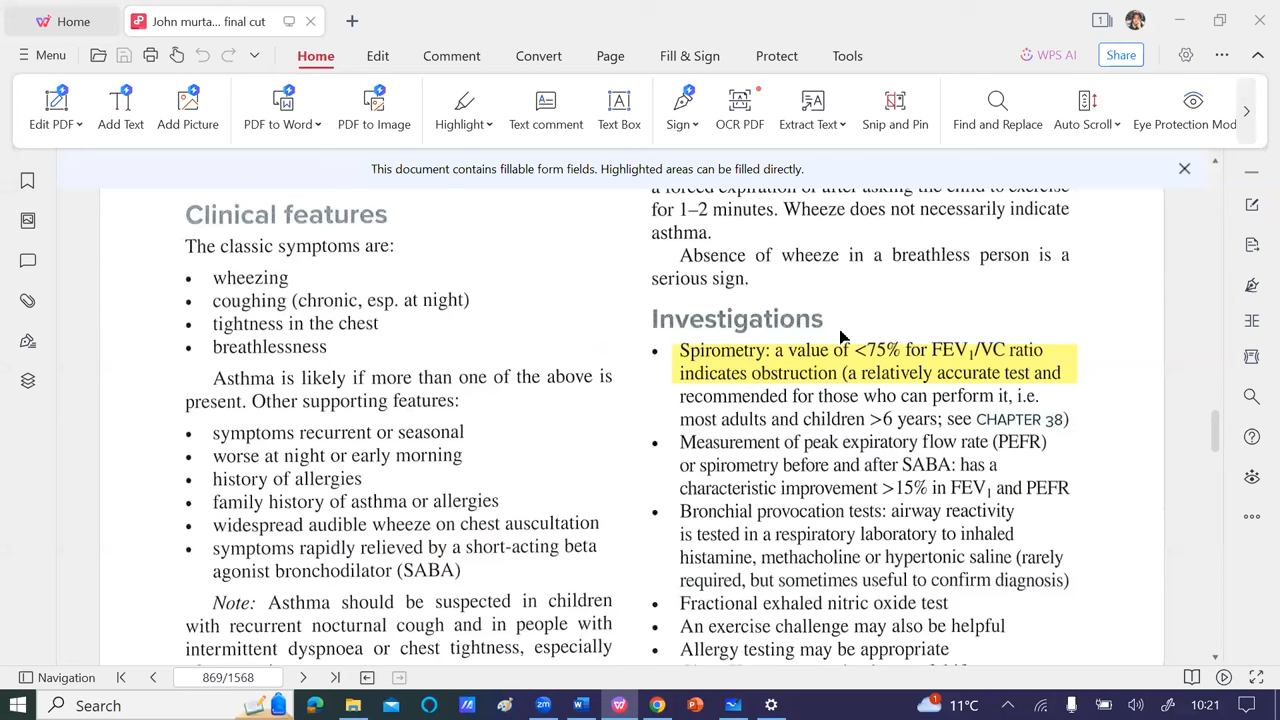 Home
John murta... final cut
1
Menu
Home
Edit
Comment
Convert
Page
Fill & Sign
Protect
Tools
WPS AI
Share
Edit PDF
Add Text
Add Picture
PDF to Word
PDF to Image
Highlight
Text comment
Text Box
Sign
OCR PDF
Extract Text
Snip and Pin
Find and Replace
Auto Scroll
Eye Protection Mod
This document contains fillable form fields. Highlighted areas can be filled directly.
Clinical features
The classic symptoms are:
• wheezing
• coughing (chronic, esp. at night)
• tightness in the chest
• breathlessness
Asthma is likely if more than one of the above is
present. Other supporting features:
• symptoms recurrent or seasonal
• worse at night or early morning
• history of allergies
• family history of asthma or allergies
• widespread audible wheeze on chest auscultation
• symptoms rapidly relieved by a short-acting beta
agonist bronchodilator (SABA)
Note: Asthma should be suspected in children
with recurrent nocturnal cough and in people with
intermittent dyspnoea or chest tightness, especially
a forced expiration or after asking the child to exercise
for 1–2 minutes. Wheeze does not necessarily indicate
asthma.
Absence of wheeze in a breathless person is a
serious sign.
Investigations
• Spirometry: a value of <75% for FEV1/VC ratio
indicates obstruction (a relatively accurate test and
recommended for those who can perform it, i.e.
most adults and children >6 years; see CHAPTER 38)
• Measurement of peak expiratory flow rate (PEFR)
or spirometry before and after SABA: has a
characteristic improvement >15% in FEV1 and PEFR
• Bronchial provocation tests: airway reactivity
is tested in a respiratory laboratory to inhaled
histamine, methacholine or hypertonic saline (rarely
required, but sometimes useful to confirm diagnosis)
• Fractional exhaled nitric oxide test
• An exercise challenge may also be helpful
• Allergy testing may be appropriate
Navigation
869/1568
Search
11°C
10:21